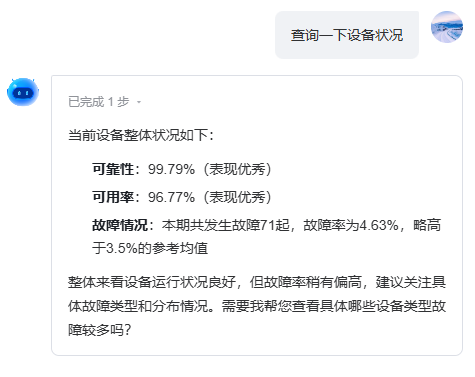 查询一下设备状况
已完成 1 步
当前设备整体状况如下：
可靠性：99.79%（表现优秀）
可用率：96.77%（表现优秀）
故障情况：本期共发生故障71起，故障率为4.63%，略高
于3.5%的参考均值
整体来看设备运行状况良好，但故障率稍有偏高，建议关注具
体故障类型和分布情况。需要我帮您查看具体哪些设备类型故
障较多吗？